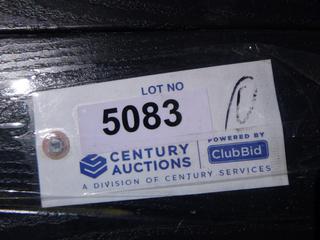 LOT NO
5083
CENTURY AUCTIONS
POWERED BY
ClubBid
A DIVISION OF CENTURY SERVICES